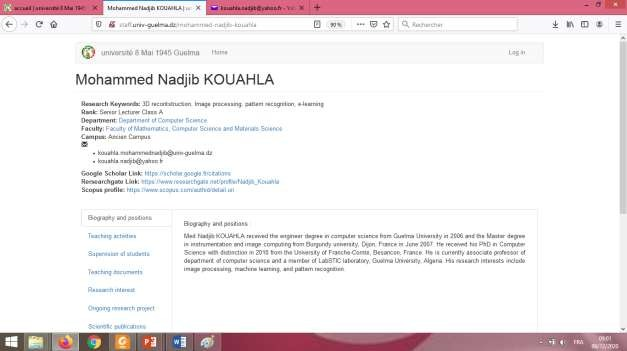 accueil | université 8 Mai 1945
Mohammed Nadjib KOUAHLA | un
kouahla.nadjib@yahoo.fr - Yah
staff.univ-guelma.dz/mohammed-nadjib-kouahla
90%
Rechercher
université 8 Mai 1945 Guelma Home Log in
Mohammed Nadjib KOUAHLA
Research Keywords: 3D recontstruction, Image processing, pattern recognition, e-learning
Rank: Senior Lecturer Class A
Department: Department of Computer Science
Faculty: Faculty of Mathematics, Computer Science and Materials Science
Campus: Ancien Campus
kouahla.mohammednadjib@univ-guelma.dz
kouahla.nadjib@yahoo.fr
Google Scholar Link: https://scholar.google.fr/citations
Rersearchgate Link: https://www.researchgate.net/profile/Nadjib_Kouahla
Scopus profile: https://www.scopus.com/authid/detail.uri
Biography and positions
Teaching activities
Supervision of students
Teaching documents
Research interest
Ongoing research project
Scientific publications
Biography and positions
Med Nadjib KOUAHLA received the engineer degree in computer science from Guelma University in 2006 and the Master degree
in instrumentation and image computing from Burgundy university, Dijon, France in June 2007. He received his PhD in Computer
Science with distinction in 2010 from the University of Franche-Comté, Besancon, France. He is currently associate professor of
department of computer science and a member of LabSTIC laboratory, Guelma University, Algeria. His research interests include
image processing, machine learning, and pattern recognition.
FRA
09:01
08/12/2020